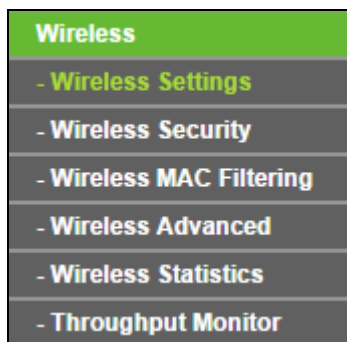 Wireless
- Wireless Settings
- Wireless Security
- Wireless MAC Filtering
- Wireless Advanced
- Wireless Statistics
- Throughput Monitor